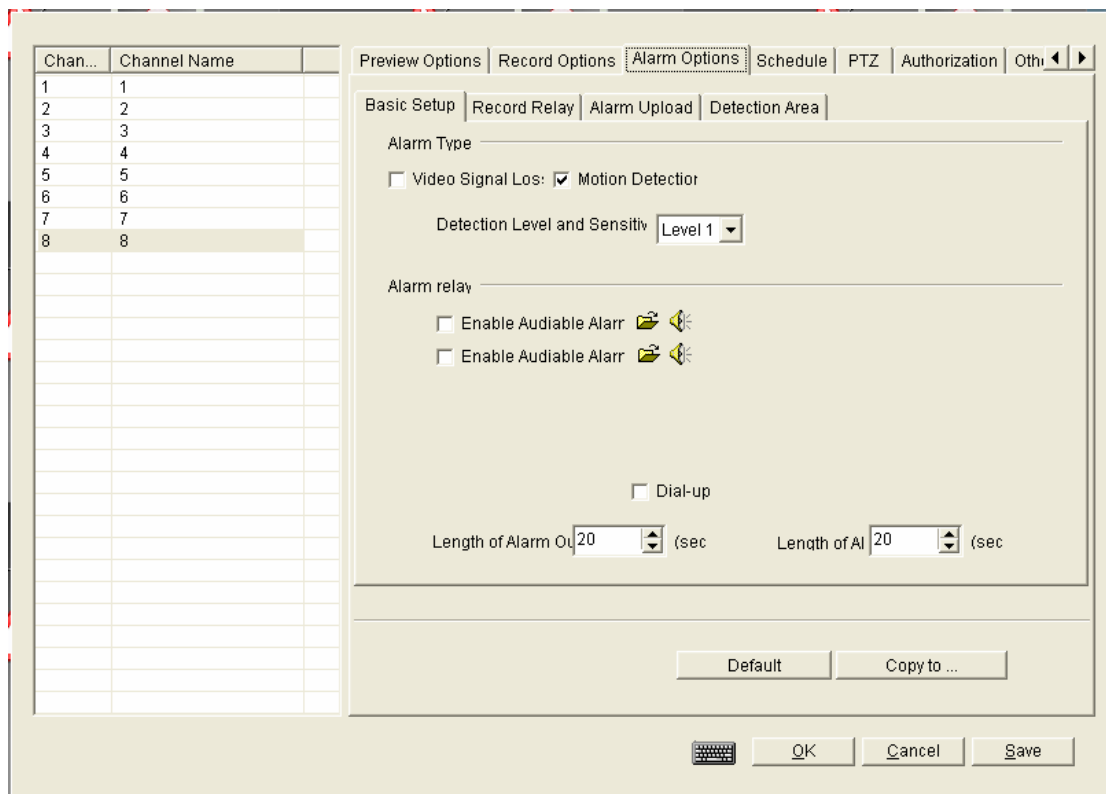 Chan... Channel Name
1 1
2 2
3 3
4 4
5 5
6 6
7 7
8 8
Preview Options Record Options Alarm Options Schedule PTZ Authorization Oth
Basic Setup Record Relay Alarm Upload Detection Area
Alarm Type
Video Signal Los Motion Detection
Detection Level and Sensitiv Level 1
Alarm relay
Enable Audiable Alarr
Enable Audiable Alarr
Dial-up
Length of Alarm Ou 20 (sec Length of Al 20 (sec
Default Copy to ...
OK Cancel Save